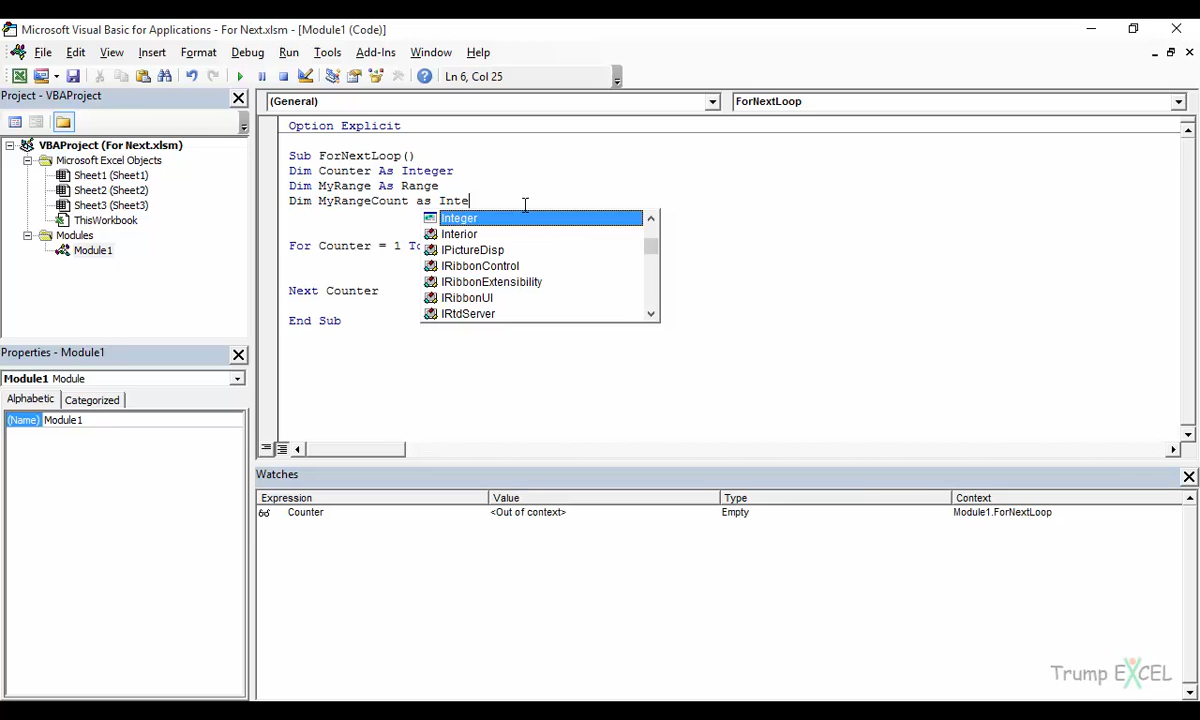 Microsoft Visual Basic for Applications - For Next.xlsm - [Module1 (Code)]
File Edit View Insert Format Debug Run Tools Add-Ins Window Help
Ln 6, Col 25
Project - VBAProject
(General)
ForNextLoop
VBAProject (For Next.xlsm)
Microsoft Excel Objects
Sheet1 (Sheet1)
Sheet2 (Sheet2)
Sheet3 (Sheet3)
ThisWorkbook
Modules
Module1
Option Explicit
Sub ForNextLoop()
Dim Counter As Integer
Dim MyRange As Range
Dim MyRangeCount as Inte
For Counter = 1 To
Next Counter
End Sub
Integer
Interior
IPictureDisp
IRibbonControl
IRibbonExtensibility
IRibbonUI
IRtdServer
Properties - Module1
Module1 Module
Alphabetic Categorized
(Name) Module1
Watches
Expression Value Type Context
Counter <Out of context> Empty Module1.ForNextLoop
Trump EXCEL